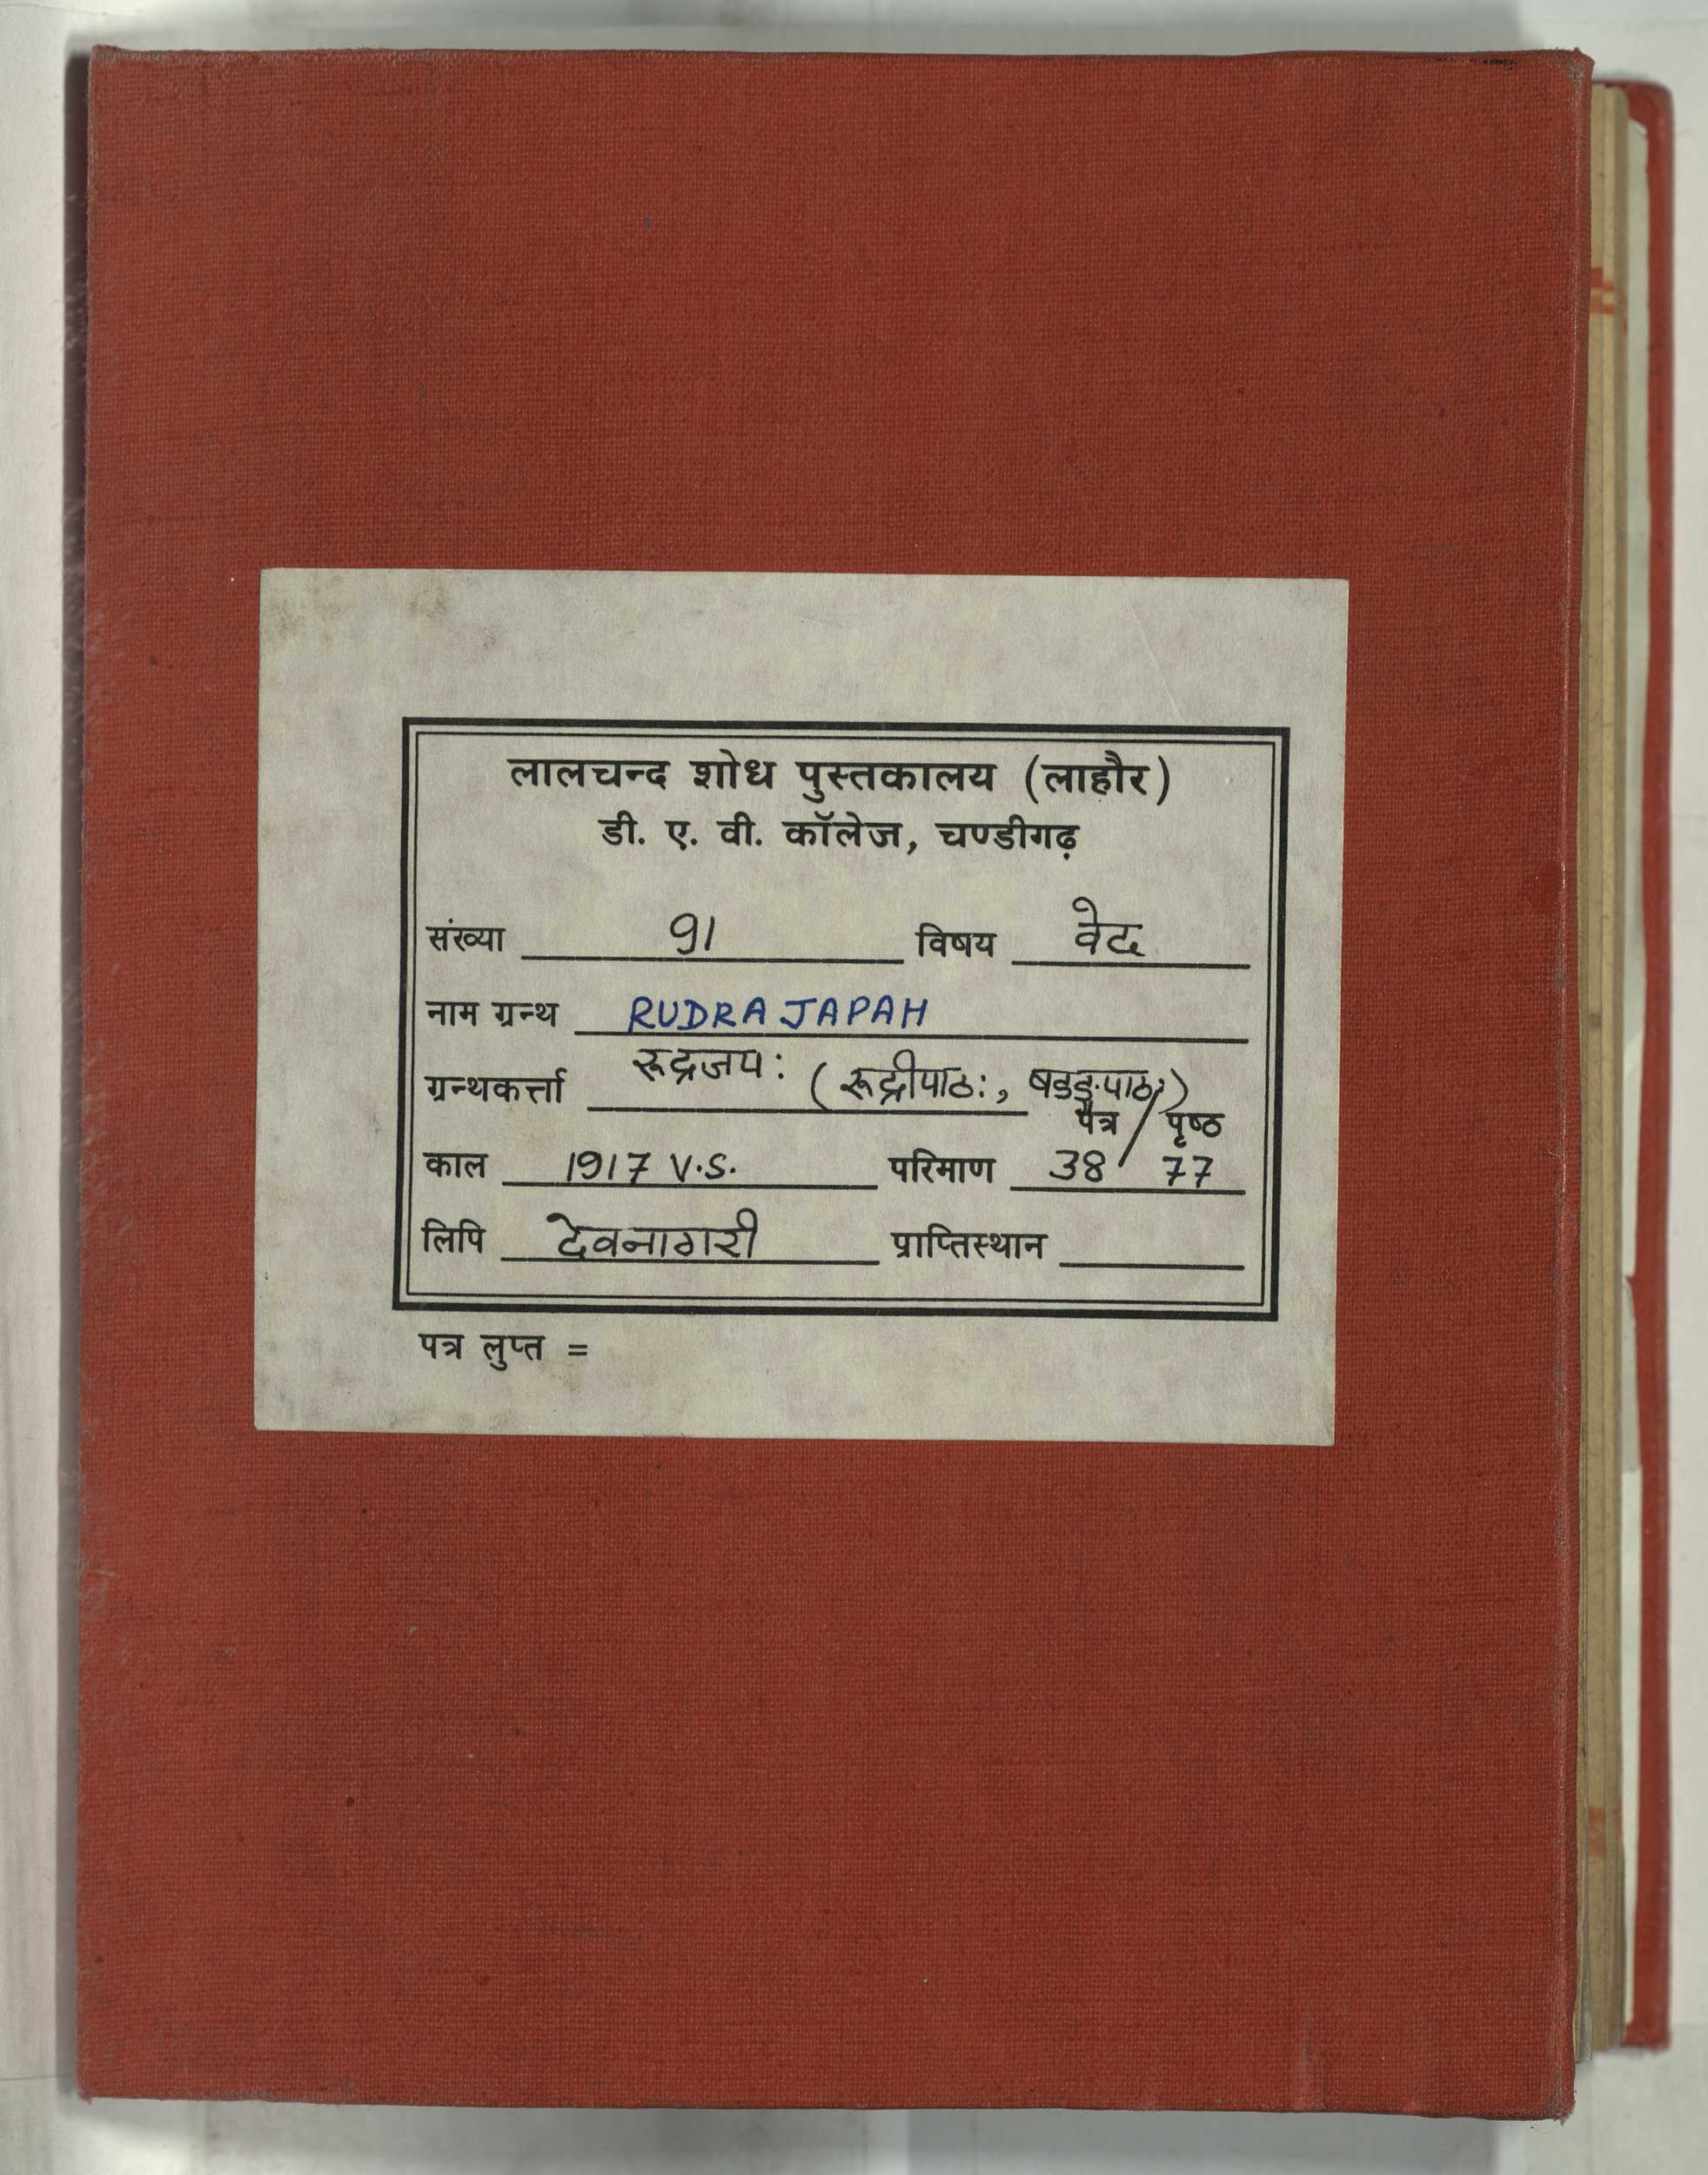 लालचन्द शोध पुस्तकालय (लाहौर)
डी. ए. वी. कॉलेज, चण्डीगढ़
संख्या 91 विषय वेद
नाम ग्रन्थ RUDRA JAPAH
ग्रन्थकर्त्ता रूद्रजपः (रूद्रीपाठः, षडङ्पाठः)
पत्र / पृष्ठ
काल 1917 V.S. परिमाण 38 / 77
लिपि देवनागरी प्राप्तिस्थान
पत्र लुप्त =